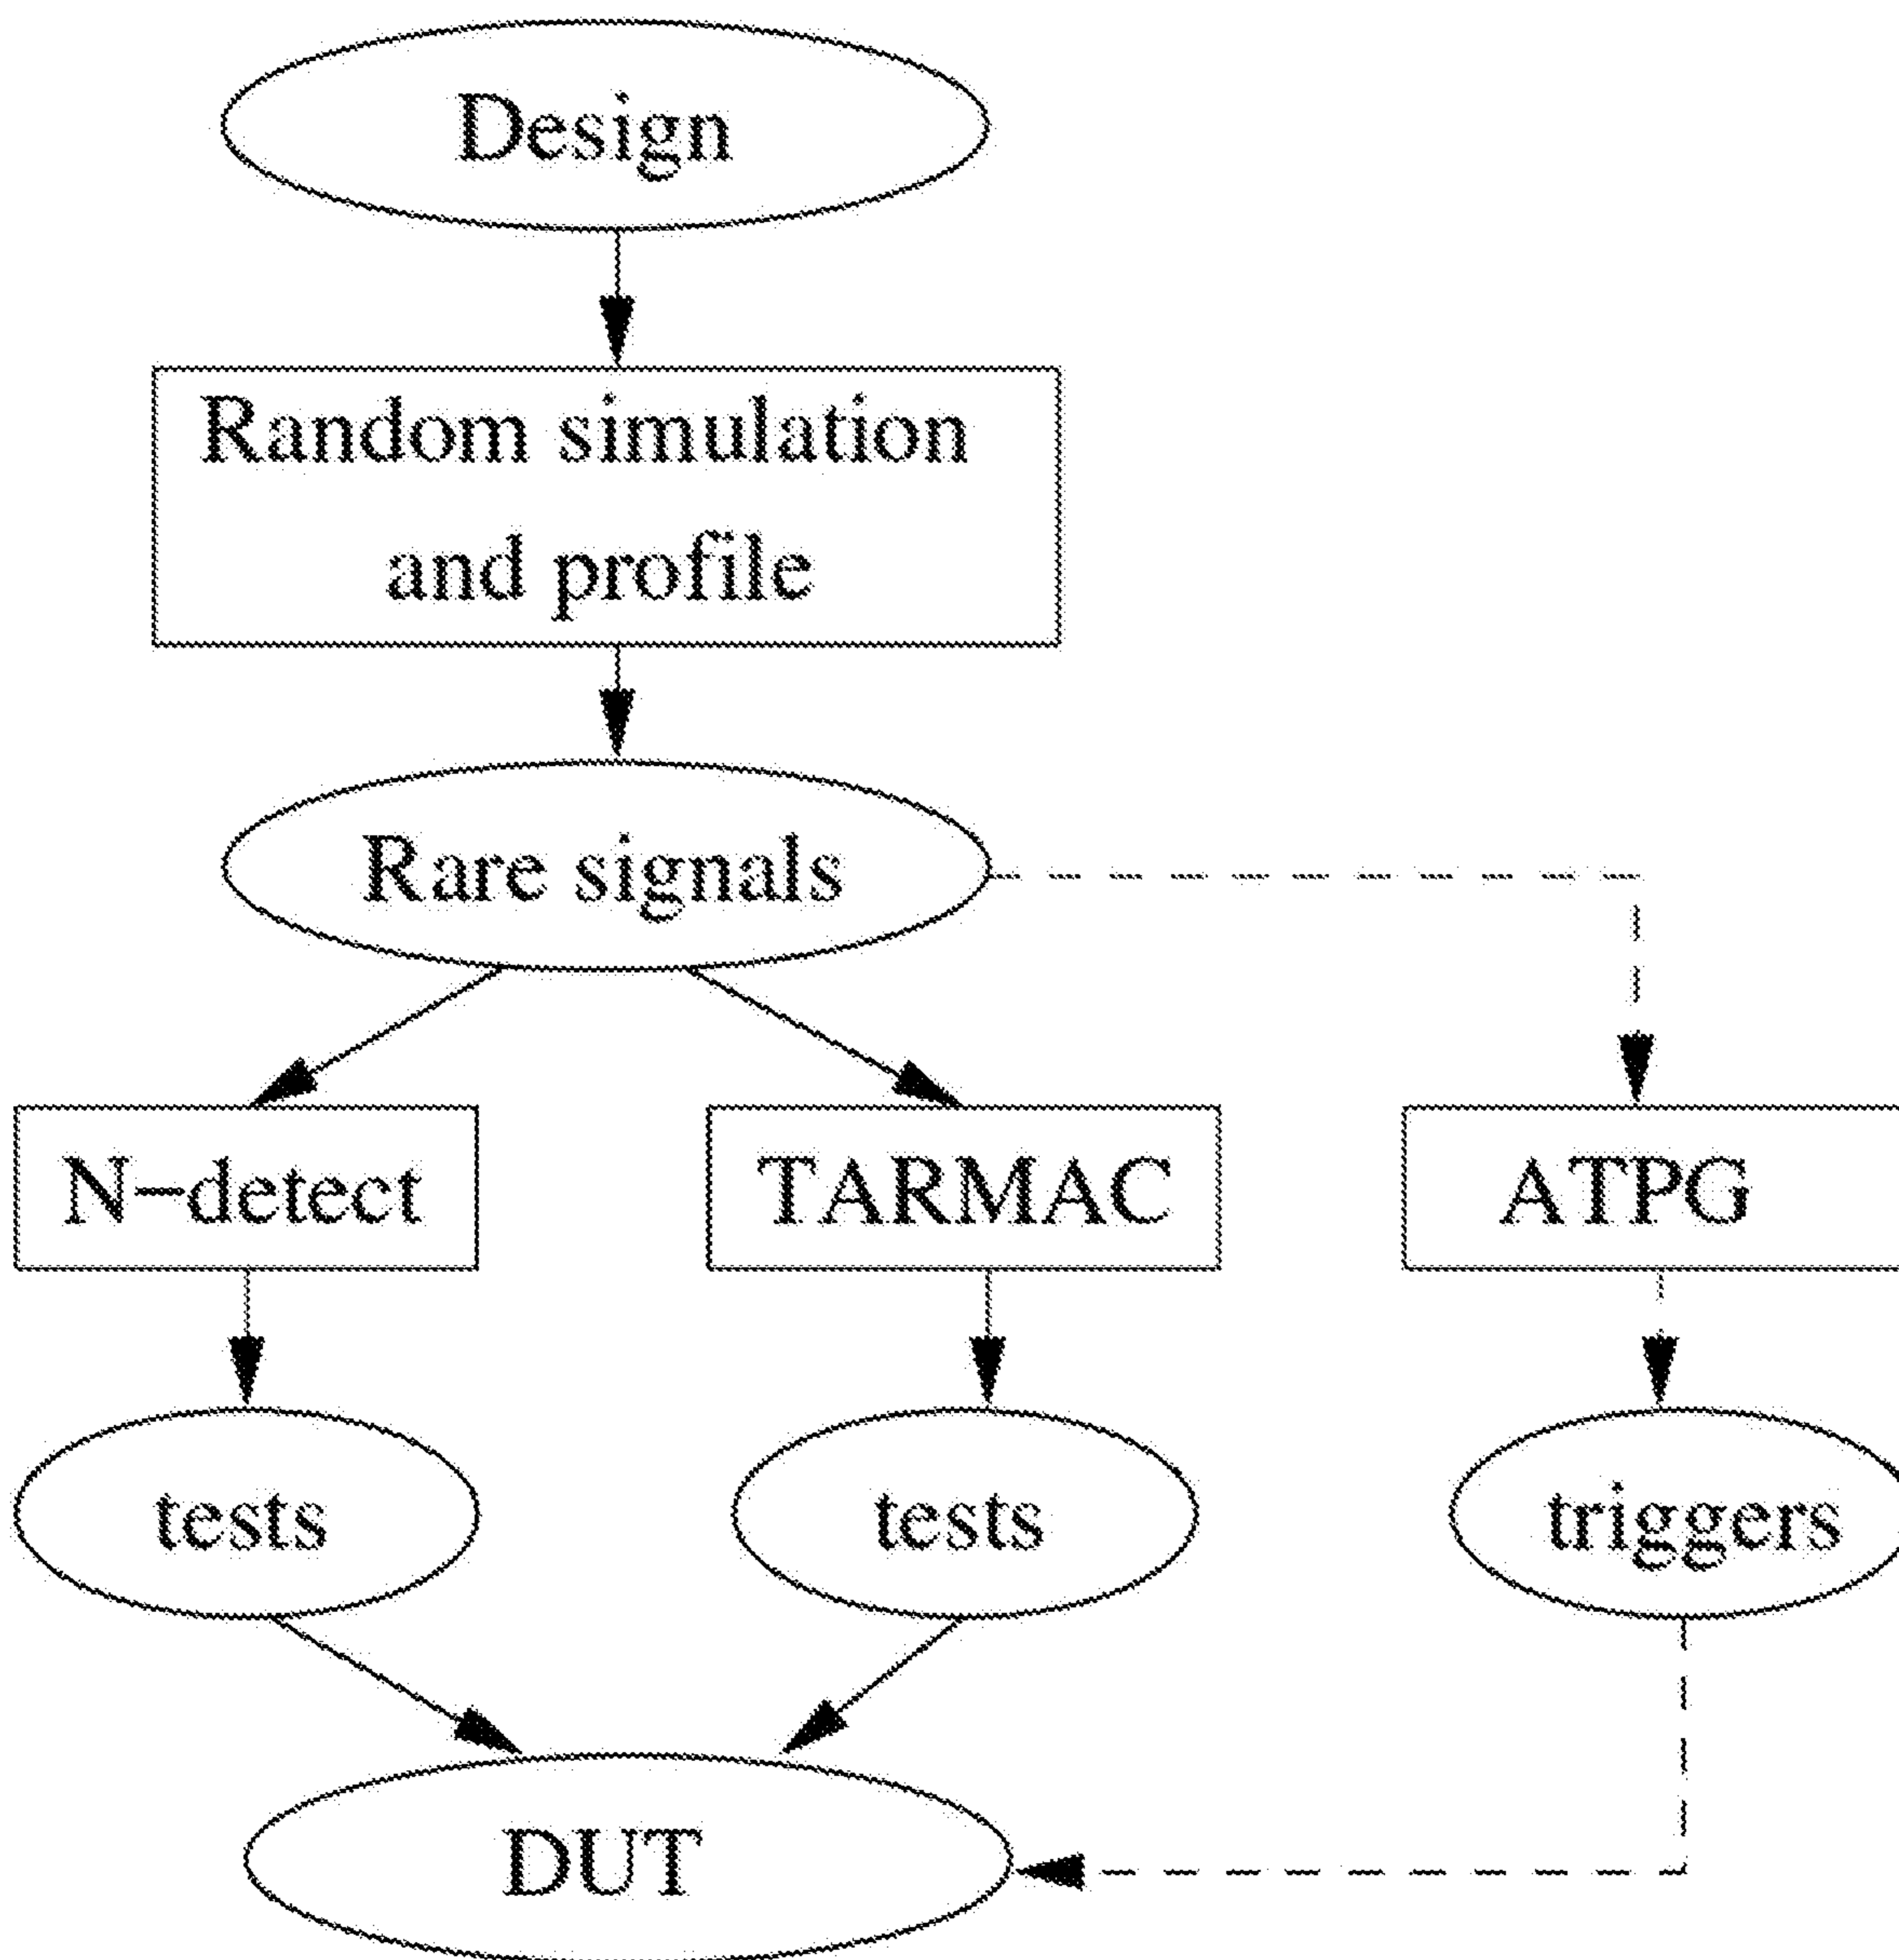 Design
Random simulation
and profile
Rare signals
N-detect
TARMAC
ATPG
tests
tests
triggers
DUT